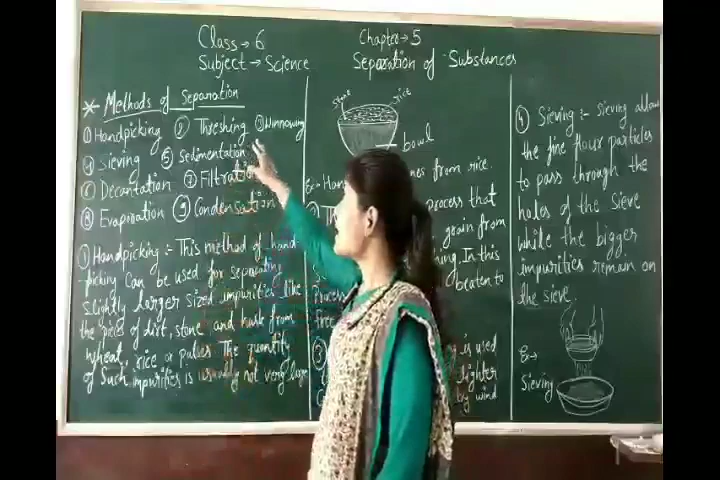 Class → 6
Subject → Science
Chapter → 5
Separation of Substances
* Methods of Separation
① Handpicking ② Threshing ③ Winnowing
④ Sieving ⑤ Sedimentation
⑥ Decantation ⑦ Filtration
⑧ Evaporation ⑨ Condensation
① Handpicking :- This method of hand-
picking can be used for separating
slightly larger sized impurities like
the pieces of dirt, stone and husk from
wheat, rice or pulses. The quantity
of such impurities is usually not very large
stone rice
bowl
from rice.
②
process that
grain from
In this
beaten to
③
is used
lighter
by wind
④ Sieving :- Sieving allow
the fine flour particles
to pass through the
holes of the sieve
while the bigger
impurities remain on
the sieve.
Ex →
Sieving